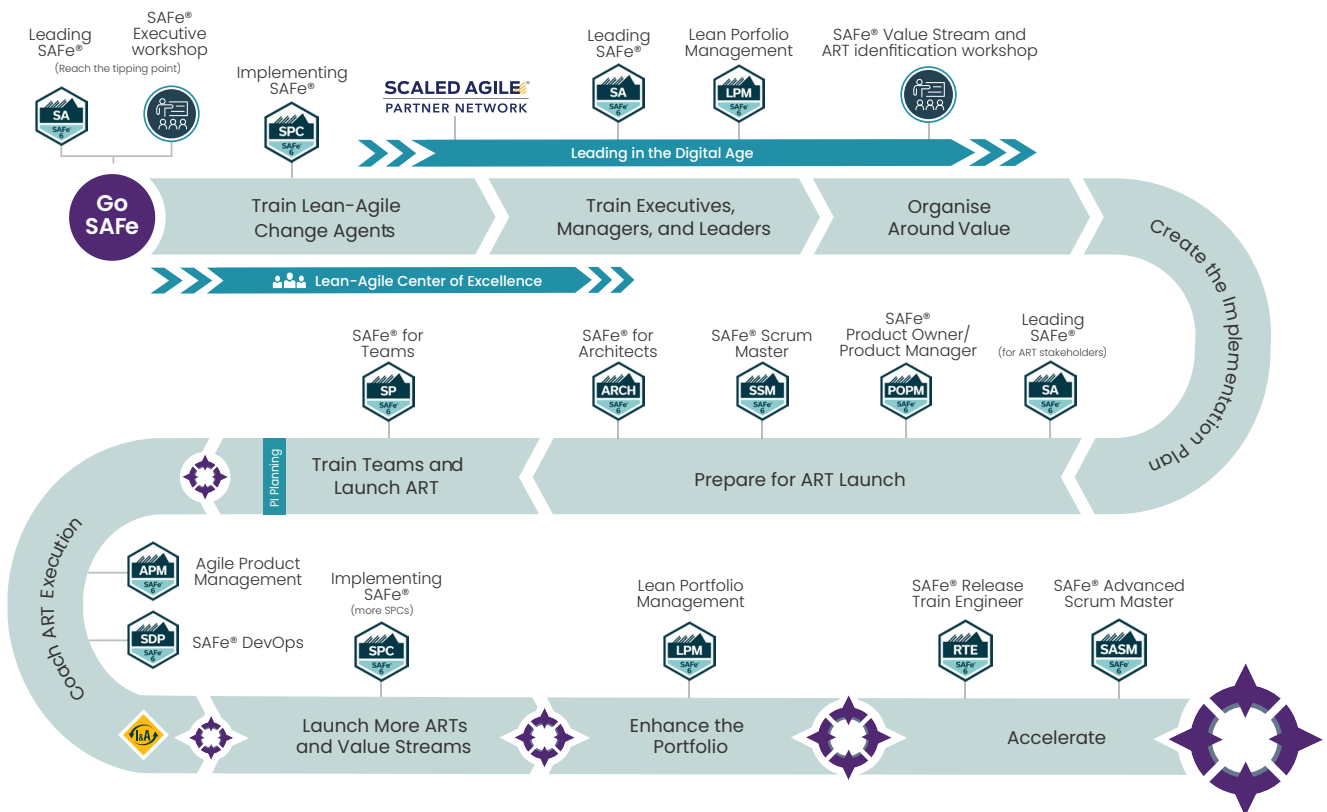 Leading
SAFe®
(Reach the tipping point)
SA
SAFe®
6
SAFe®
Executive
workshop
Implementing
SAFe®
SPC
SAFe®
6
SCALED AGILE®
PARTNER NETWORK
Leading
SAFe®
SA
SAFe®
6
Lean Porfolio
Management
LPM
SAFe®
6
SAFe® Value Stream and
ART idenfitication workshop
Leading in the Digital Age
Go
SAFe
Train Lean-Agile
Change Agents
Train Executives,
Managers, and Leaders
Organise
Around Value
Create the Implementation Plan
Lean-Agile Center of Excellence
SAFe® for
Teams
SP
SAFe®
6
SAFe® for
Architects
ARCH
SAFe®
6
SAFe® Scrum
Master
SSM
SAFe®
6
SAFe®
Product Owner/
Product Manager
POPM
SAFe®
6
Leading
SAFe®
(for ART stakeholders)
SA
SAFe®
6
PI Planning
Train Teams and
Launch ART
Prepare for ART Launch
Coach ART Execution
APM
SAFe®
6
Agile Product
Management
SDP
SAFe®
6
SAFe® DevOps
Implementing
SAFe®
(more SPCs)
SPC
SAFe®
6
Lean Portfolio
Management
LPM
SAFe®
6
SAFe® Release
Train Engineer
RTE
SAFe®
6
SAFe® Advanced
Scrum Master
SASM
SAFe®
6
I&A
Launch More ARTs
and Value Streams
Enhance the
Portfolio
Accelerate